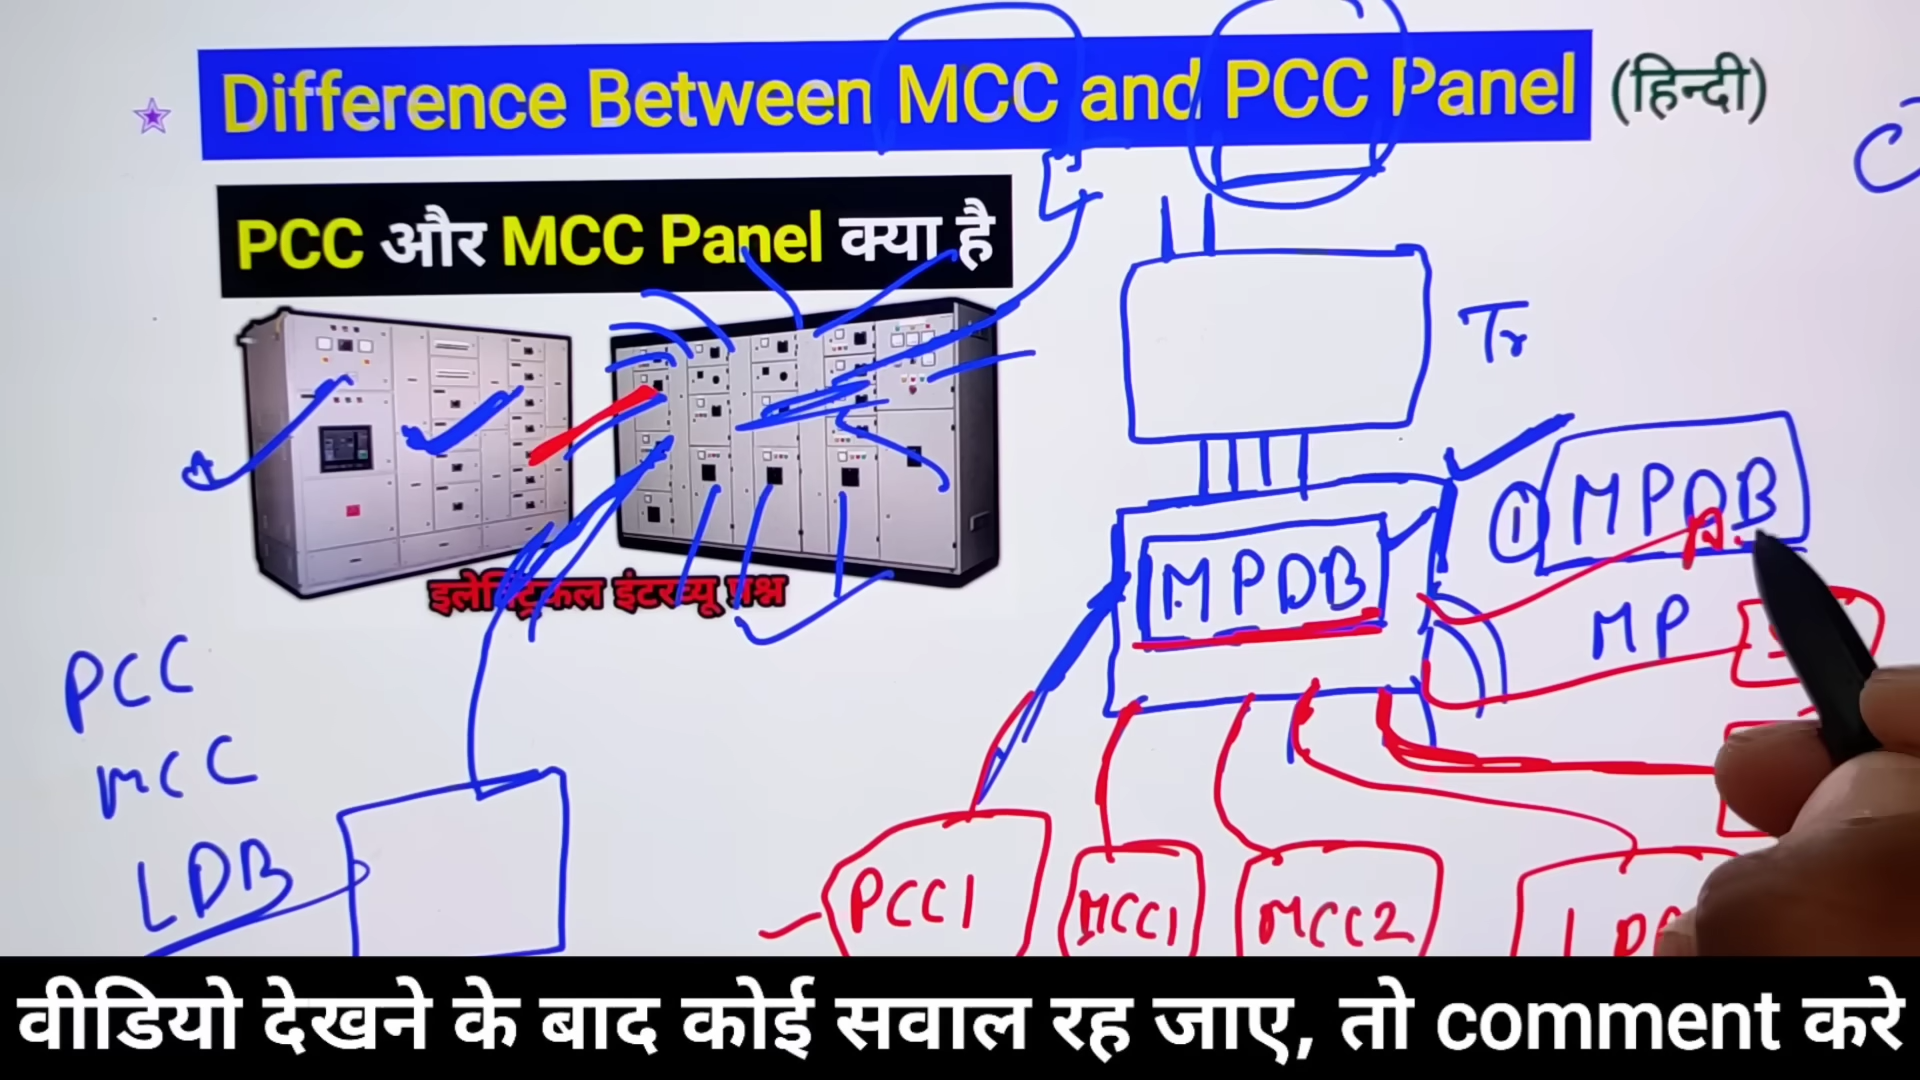 Difference Between MCC and PCC Panel (हिन्दी)
PCC और MCC Panel क्या है
Tr
1 MPDB
MPDB
इलेक्ट्रिकल इंटरव्यू प्रश्न
MP
PCC
MCC
LDB
PCC1
MCC1
MCC2
वीडियो देखने के बाद कोई सवाल रह जाए, तो comment करे